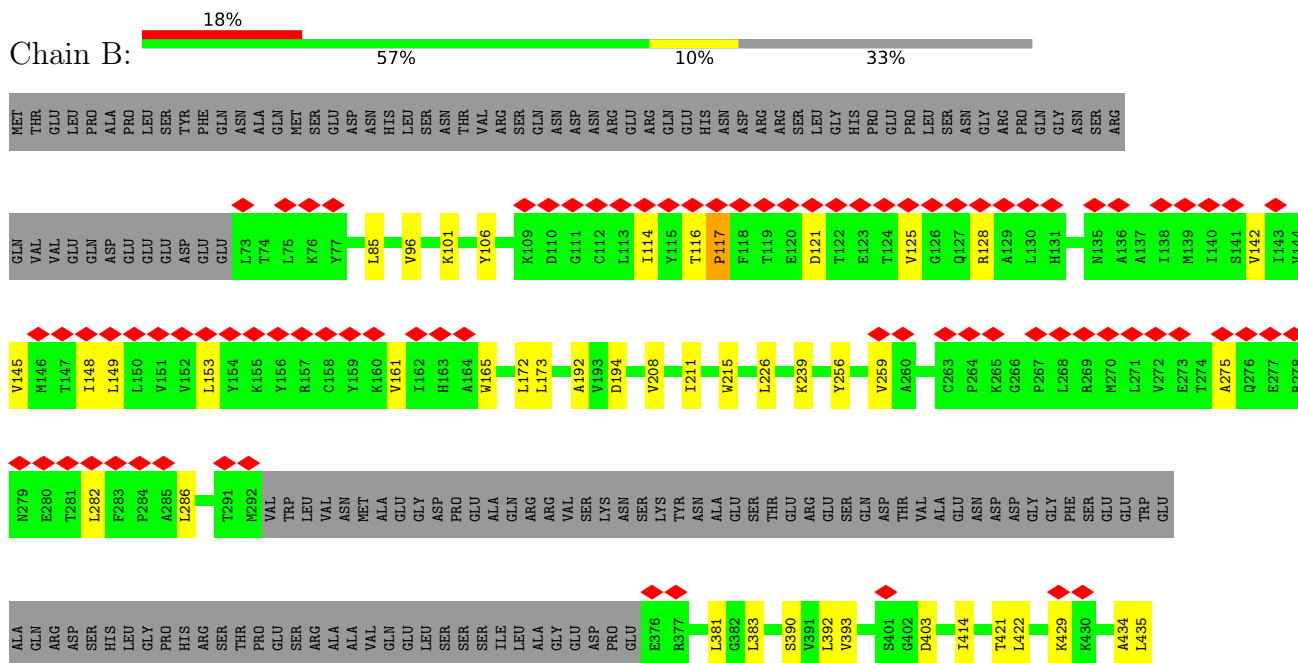 18%
Chain B:
57% 10% 33%
MET THR GLU LEU PRO ALA PRO LEU SER TYR PHE GLN ASN ALA GLN MET SER GLU ASP ASN HIS LEU SER ASN THR VAL ARG SER GLN ASN ASP ASN ARG GLU ARG GLN GLU HIS ASN ASP ARG ARG SER LEU GLY HIS PRO GLU PRO LEU SER ASN GLY ARG PRO GLN GLY ASN SER ARG
GLN VAL VAL GLU GLN ASP GLU GLU GLU ASP GLU GLU L73 T74 L75 K76 Y77 L85 V96 K101 Y106 K109 D110 G111 C112 L113 I114 Y115 T116 P117 F118 T119 E120 D121 T122 E123 T124 V125 G126 Q127 R128 A129 L130 H131 N135 A136 A137 I138 M139 I140 S141 V142 I143 V144
V145 M146 T147 I148 L149 L150 V151 V152 L153 Y154 K155 Y156 R157 C158 Y159 K160 V161 I162 H163 A164 W165 L172 L173 A192 V193 D194 V208 I211 W215 L226 K239 Y256 V259 A260 C263 P264 K265 G266 P267 L268 R269 M270 L271 V272 E273 T274 A275 Q276 E277 R278
N279 E280 T281 L282 F283 P284 A285 L286 T291 M292 VAL TRP LEU VAL ASN MET ALA GLU GLY ASP PRO GLU ALA GLN ARG ARG VAL SER LYS ASN SER LYS TYR ASN ALA GLU SER THR GLU ARG GLU SER GLN ASP THR VAL ALA GLU ASN ASP ASP GLY GLY PHE SER GLU GLU TRP GLU
ALA GLN ARG ASP SER HIS LEU GLY PRO HIS ARG SER THR PRO GLU SER ARG ALA ALA VAL GLN GLU LEU SER SER SER ILE LEU ALA GLY GLU ASP PRO GLU E376 R377 L381 G382 L383 S390 V391 L392 V393 S401 G402 D403 I414 T421 L422 K429 K430 A434 L435